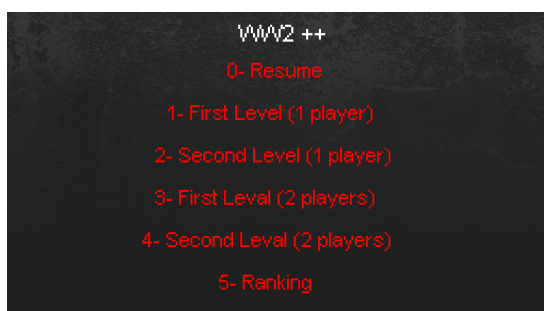 WW2 ++
0- Resume
1- First Level (1 player)
2- Second Level (1 player)
3- First Leval (2 players)
4- Second Leval (2 players)
5- Ranking